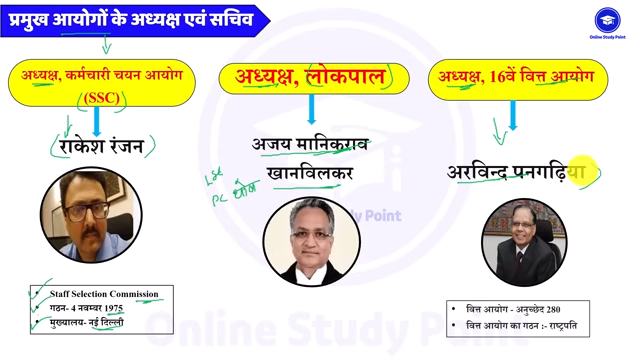 प्रमुख आयोगों के अध्यक्ष एवं सचिव
Online Study Point
अध्यक्ष, कर्मचारी चयन आयोग
(SSC)
राकेश रंजन
Staff Selection Commission
गठन- 4 नवम्बर 1975
मुख्यालय- नई दिल्ली
अध्यक्ष, लोकपाल
अजय मानिकराव
खानविलकर
PC घोष
अध्यक्ष, 16वें वित्त आयोग
अरविन्द पनगढ़िया
वित्त आयोग - अनुच्छेद 280
वित्त आयोग का गठन :- राष्ट्रपति
Online Study Point